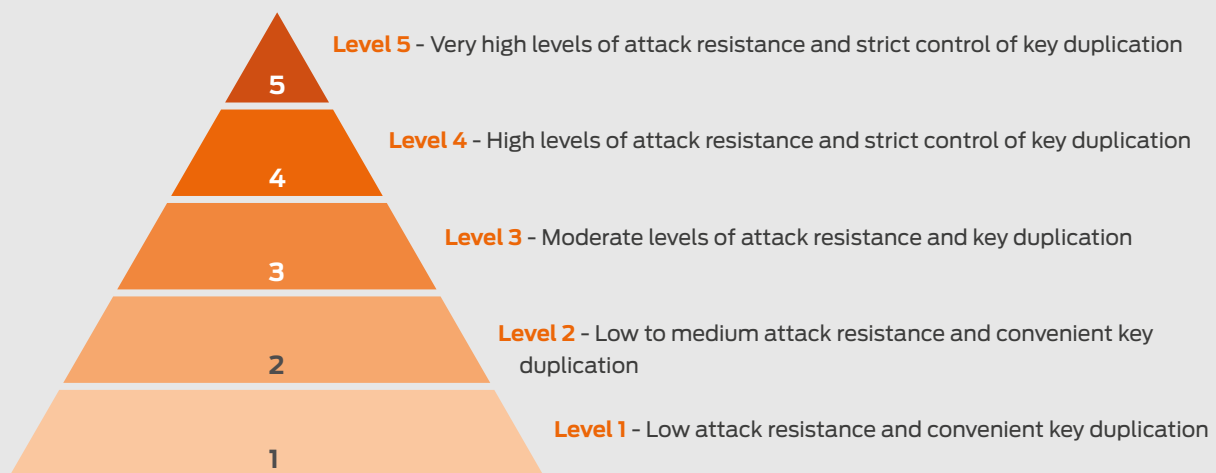 Level 5 - Very high levels of attack resistance and strict control of key duplication
5
Level 4 - High levels of attack resistance and strict control of key duplication
4
Level 3 - Moderate levels of attack resistance and key duplication
3
Level 2 - Low to medium attack resistance and convenient key
duplication
2
Level 1 - Low attack resistance and convenient key duplication
1